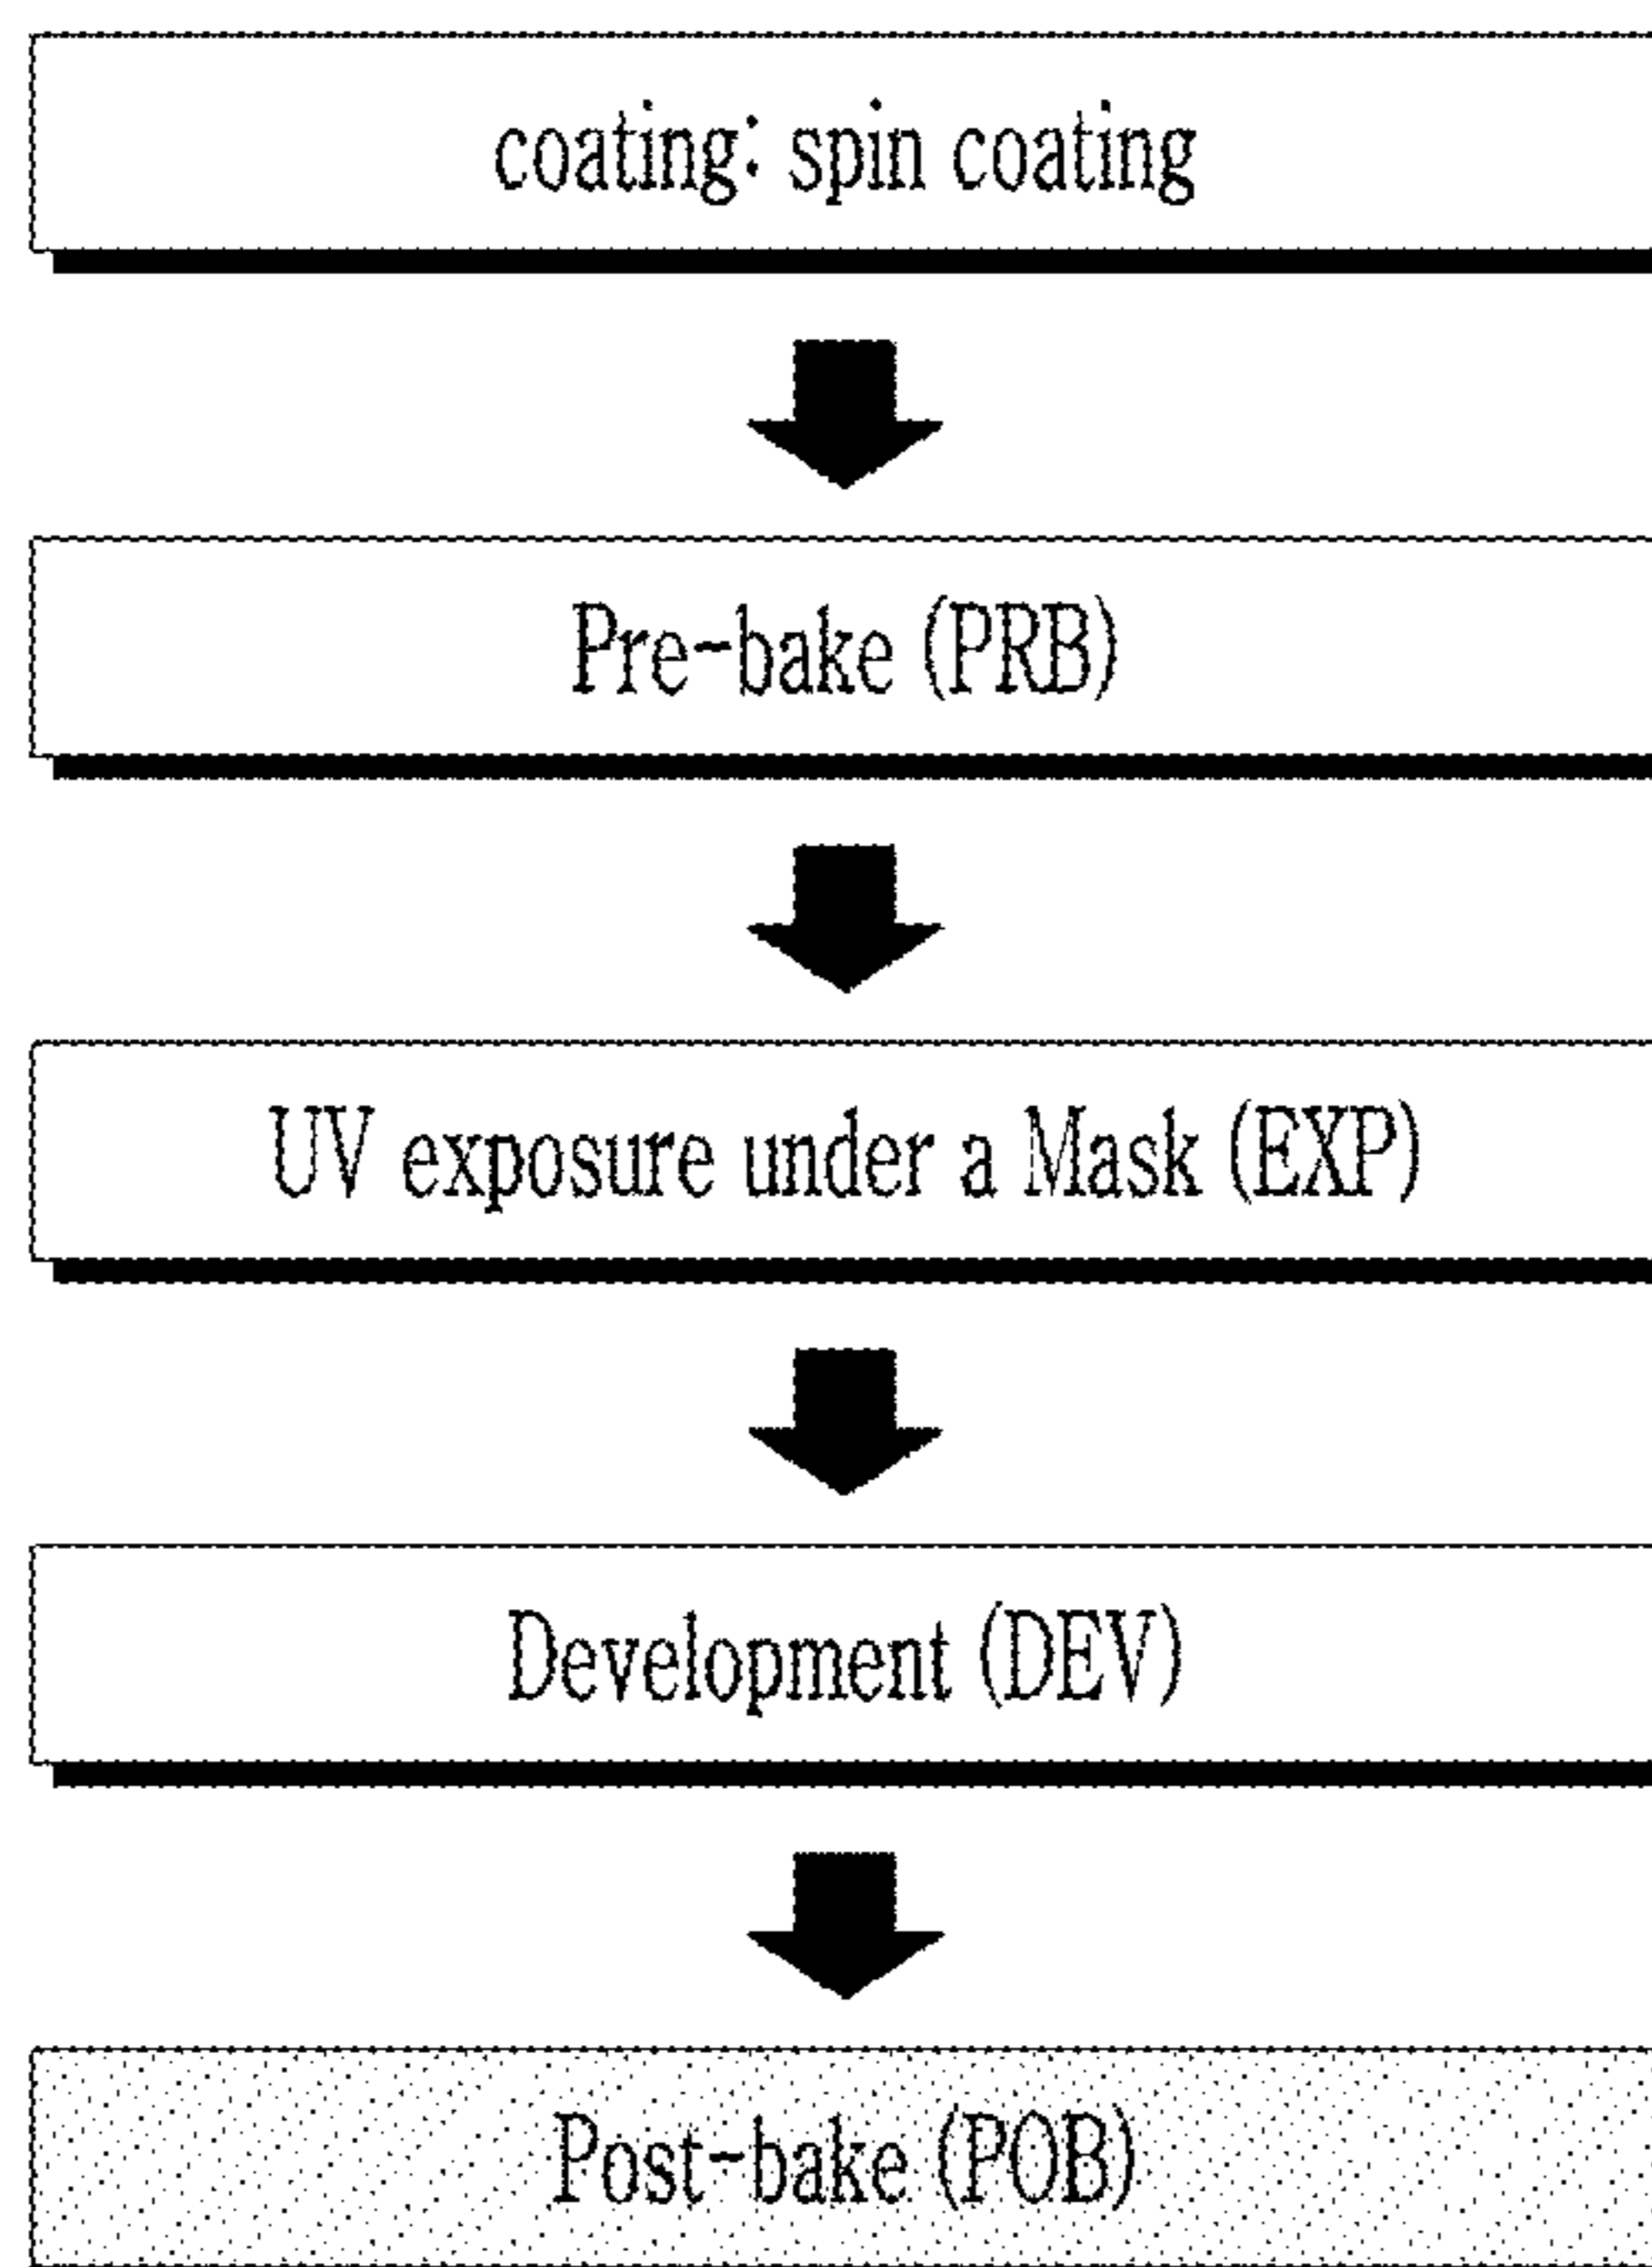 coating: spin coating
Pre-bake (PRB)
UV exposure under a Mask (EXP)
Development (DEV)
Post-bake (POB)